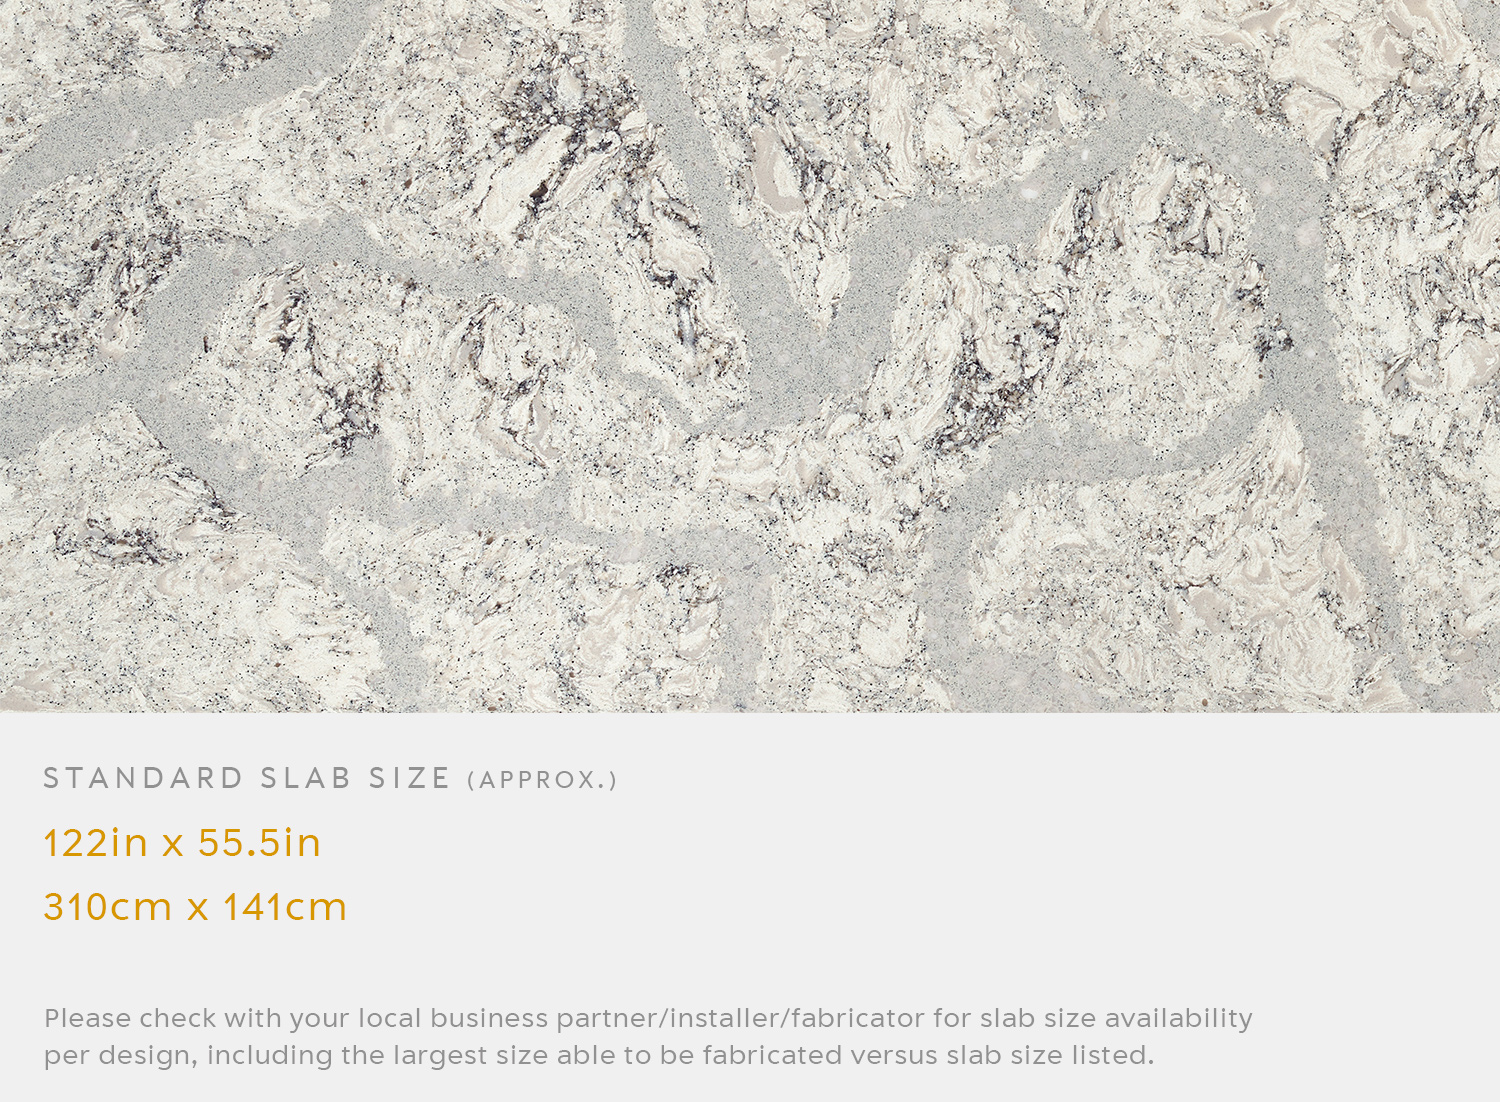 STANDARD SLAB SIZE (APPROX.)
122in x 55.5in
310cm x 141cm
Please check with your local business partner/installer/fabricator for slab size availability
per design, including the largest size able to be fabricated versus slab size listed.